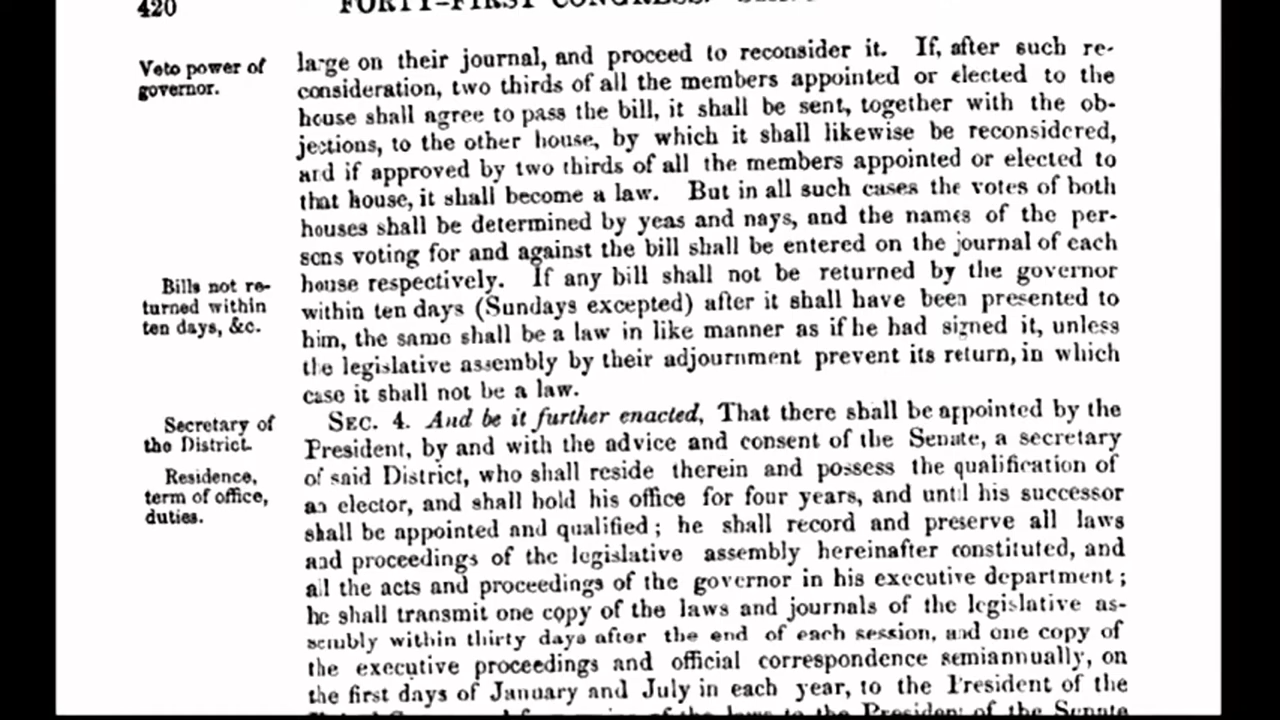 420
FORTY-FIRST CONGRESS.
Veto power of
governor.
large on their journal, and proceed to reconsider it. If, after such re-
consideration, two thirds of all the members appointed or elected to the
house shall agree to pass the bill, it shall be sent, together with the ob-
jections, to the other house, by which it shall likewise be reconsidered,
and if approved by two thirds of all the members appointed or elected to
that house, it shall become a law. But in all such cases the votes of both
houses shall be determined by yeas and nays, and the names of the per-
sons voting for and against the bill shall be entered on the journal of each
Bills not re-
turned within
ten days, &c.
house respectively. If any bill shall not be returned by the governor
within ten days (Sundays excepted) after it shall have been presented to
him, the same shall be a law in like manner as if he had signed it, unless
the legislative assembly by their adjournment prevent its return, in which
case it shall not be a law.
Secretary of
the District.
Residence,
term of office,
duties.
SEC. 4. And be it further enacted, That there shall be appointed by the
President, by and with the advice and consent of the Senate, a secretary
of said District, who shall reside therein and possess the qualification of
an elector, and shall hold his office for four years, and until his successor
shall be appointed and qualified; he shall record and preserve all laws
and proceedings of the legislative assembly hereinafter constituted, and
all the acts and proceedings of the governor in his executive department;
he shall transmit one copy of the laws and journals of the legislative as-
sembly within thirty days after the end of each session, and one copy of
the executive proceedings and official correspondence semiannually, on
the first days of January and July in each year, to the President of the
of the laws to the President of the Senate